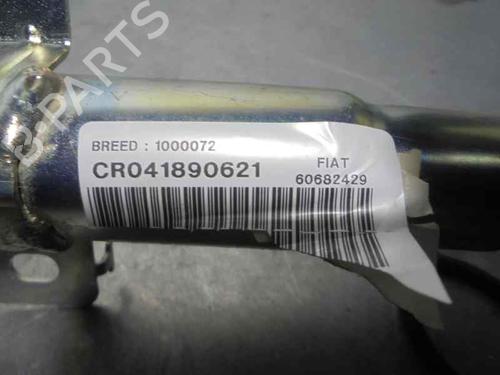 B-PARTS
BREED : 1000072
FIAT
CR041890621
60682429